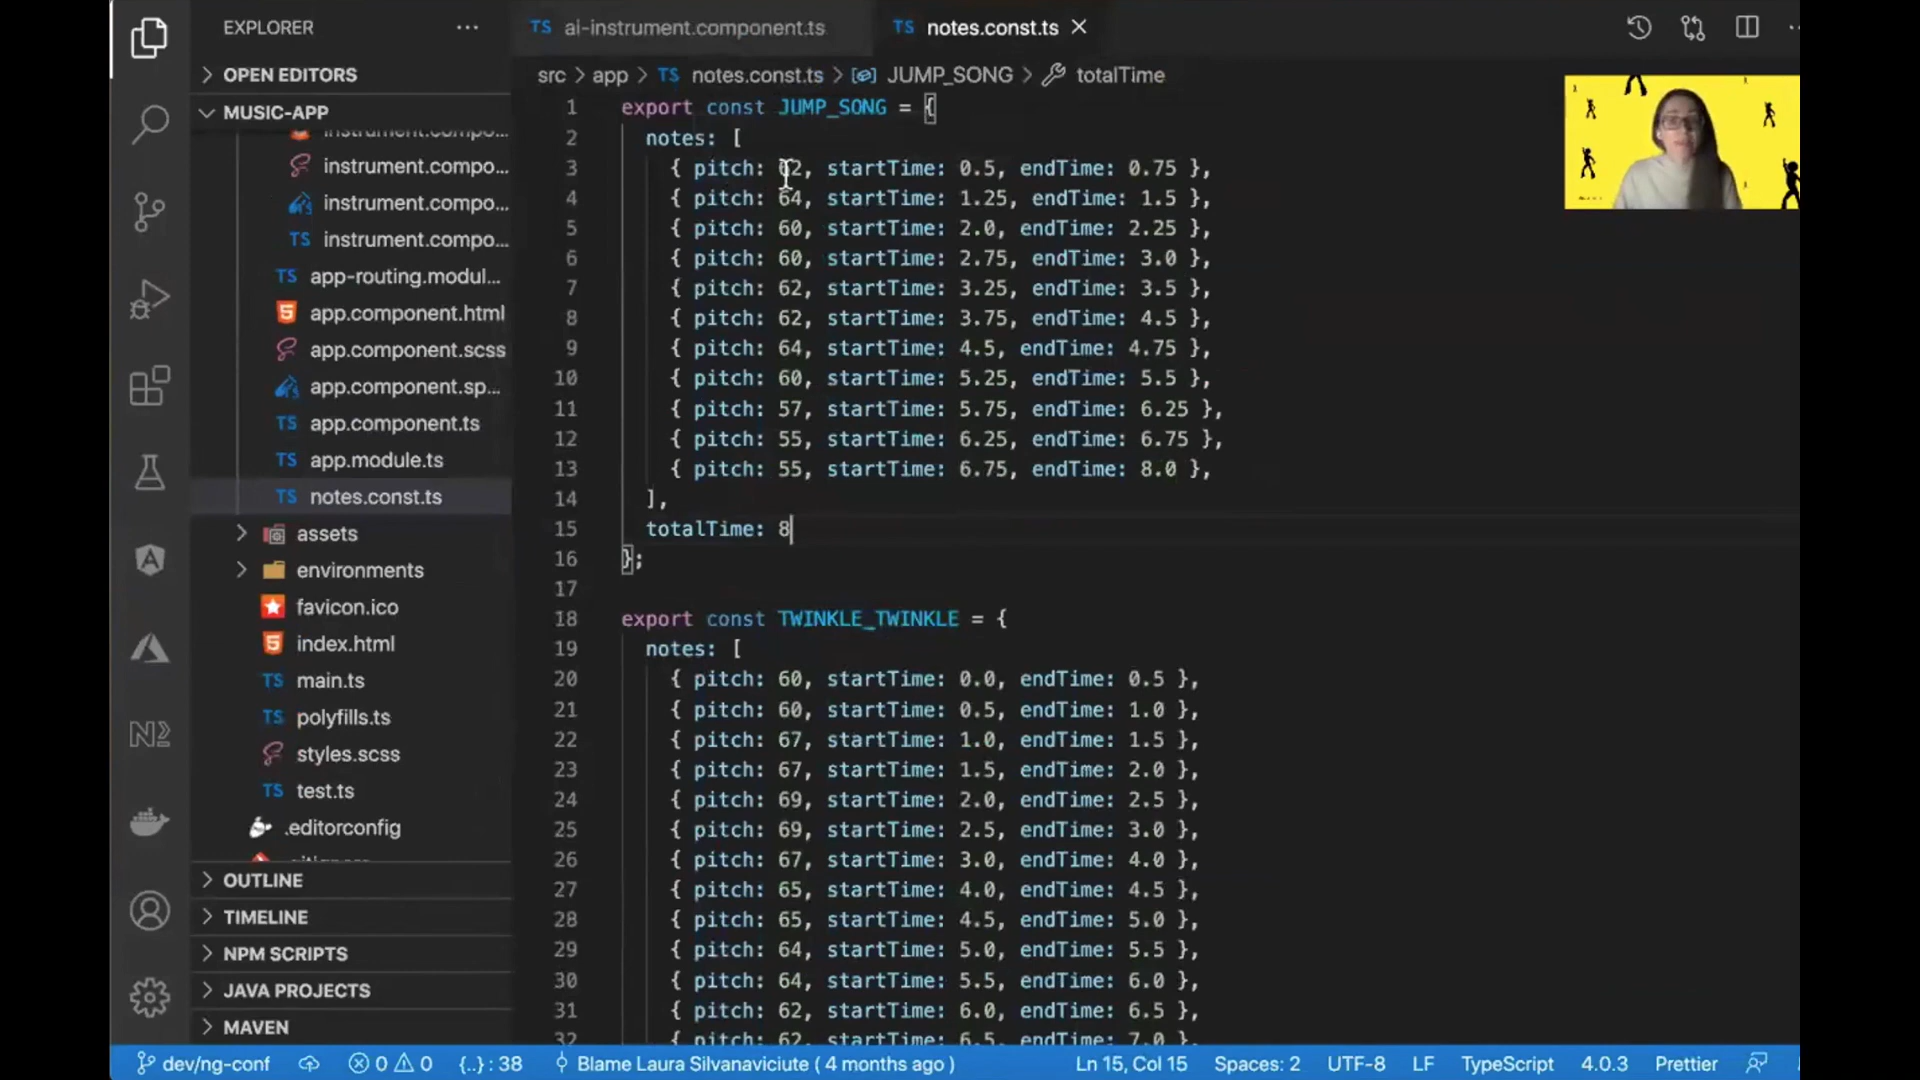 EXPLORER
OPEN EDITORS
MUSIC-APP
instrument.compo...
instrument.compo...
instrument.compo...
instrument.compo...
app-routing.modul...
app.component.html
app.component.scss
app.component.sp...
app.component.ts
app.module.ts
notes.const.ts
assets
environments
favicon.ico
index.html
main.ts
polyfills.ts
styles.scss
test.ts
.editorconfig
OUTLINE
TIMELINE
NPM SCRIPTS
JAVA PROJECTS
MAVEN
TS ai-instrument.component.ts TS notes.const.ts
src > app > TS notes.const.ts > JUMP_SONG > totalTime
1 export const JUMP_SONG = {
2 notes: [
3 { pitch: 62, startTime: 0.5, endTime: 0.75 },
4 { pitch: 64, startTime: 1.25, endTime: 1.5 },
5 { pitch: 60, startTime: 2.0, endTime: 2.25 },
6 { pitch: 60, startTime: 2.75, endTime: 3.0 },
7 { pitch: 62, startTime: 3.25, endTime: 3.5 },
8 { pitch: 62, startTime: 3.75, endTime: 4.5 },
9 { pitch: 64, startTime: 4.5, endTime: 4.75 },
10 { pitch: 60, startTime: 5.25, endTime: 5.5 },
11 { pitch: 57, startTime: 5.75, endTime: 6.25 },
12 { pitch: 55, startTime: 6.25, endTime: 6.75 },
13 { pitch: 55, startTime: 6.75, endTime: 8.0 },
14 ],
15 totalTime: 8
16 };
17
18 export const TWINKLE_TWINKLE = {
19 notes: [
20 { pitch: 60, startTime: 0.0, endTime: 0.5 },
21 { pitch: 60, startTime: 0.5, endTime: 1.0 },
22 { pitch: 67, startTime: 1.0, endTime: 1.5 },
23 { pitch: 67, startTime: 1.5, endTime: 2.0 },
24 { pitch: 69, startTime: 2.0, endTime: 2.5 },
25 { pitch: 69, startTime: 2.5, endTime: 3.0 },
26 { pitch: 67, startTime: 3.0, endTime: 4.0 },
27 { pitch: 65, startTime: 4.0, endTime: 4.5 },
28 { pitch: 65, startTime: 4.5, endTime: 5.0 },
29 { pitch: 64, startTime: 5.0, endTime: 5.5 },
30 { pitch: 64, startTime: 5.5, endTime: 6.0 },
31 { pitch: 62, startTime: 6.0, endTime: 6.5 },
32 { pitch: 62, startTime: 6.5, endTime: 7.0 },
dev/ng-conf 0 0 {..} : 38 Blame Laura Silvanaviciute ( 4 months ago ) Ln 15, Col 15 Spaces: 2 UTF-8 LF TypeScript 4.0.3 Prettier